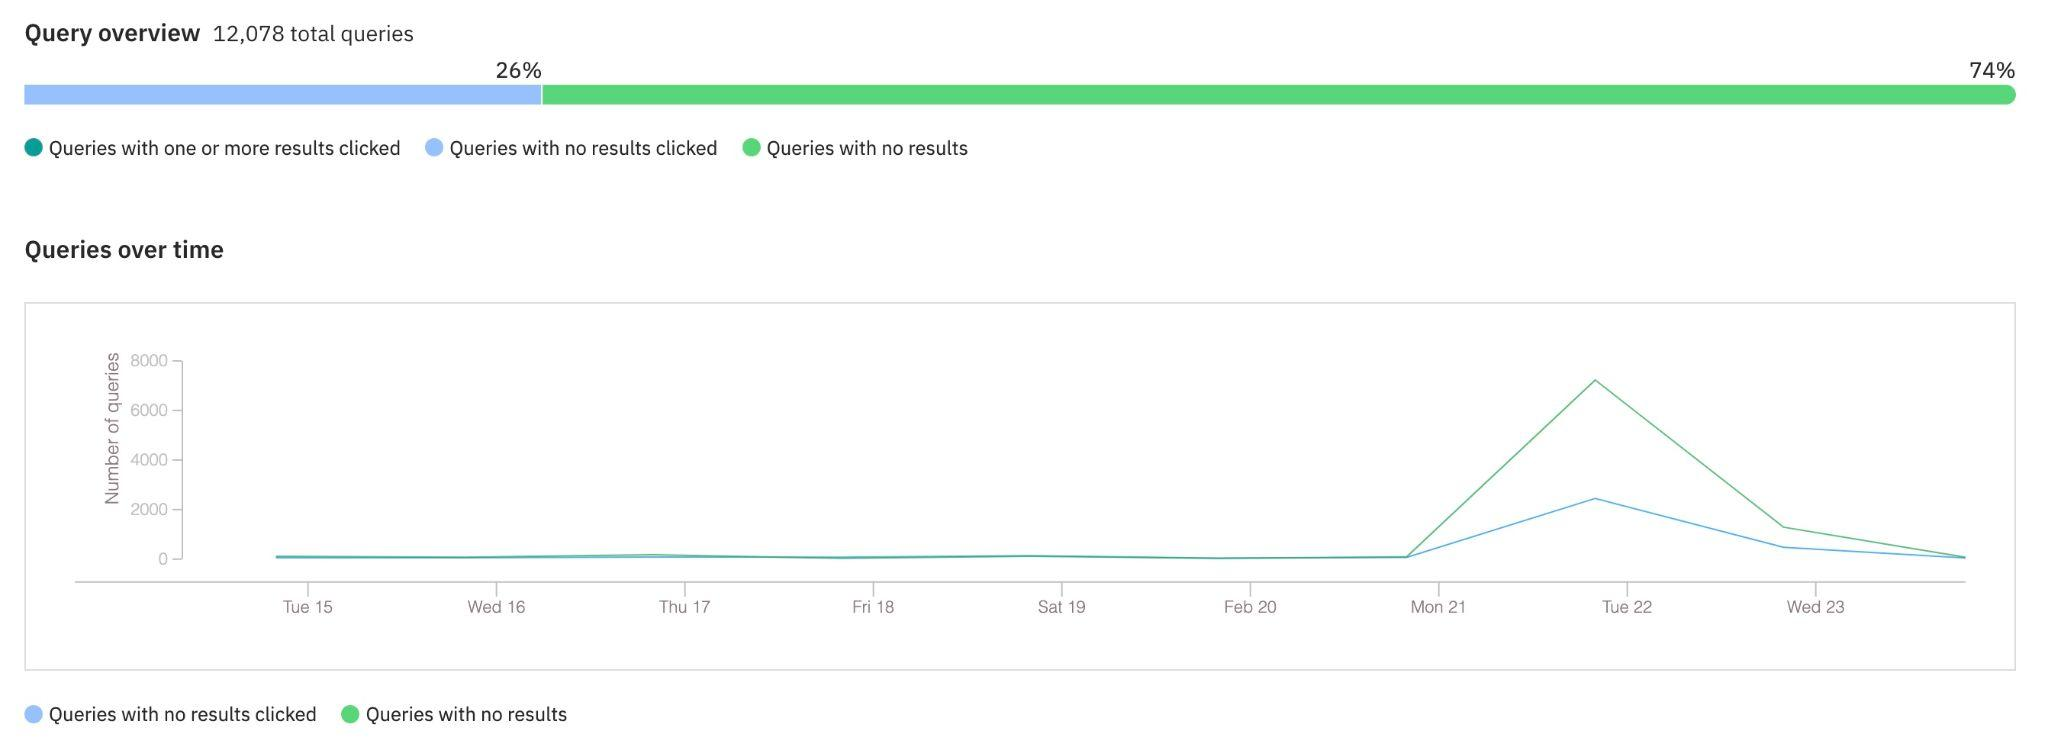 Query overview 12,078 total queries
26% 74%
Queries with one or more results clicked Queries with no results clicked Queries with no results
Queries over time
Number of queries
8000
6000
4000
2000
0
Tue 15 Wed 16 Thu 17 Fri 18 Sat 19 Feb 20 Mon 21 Tue 22 Wed 23
Queries with no results clicked Queries with no results